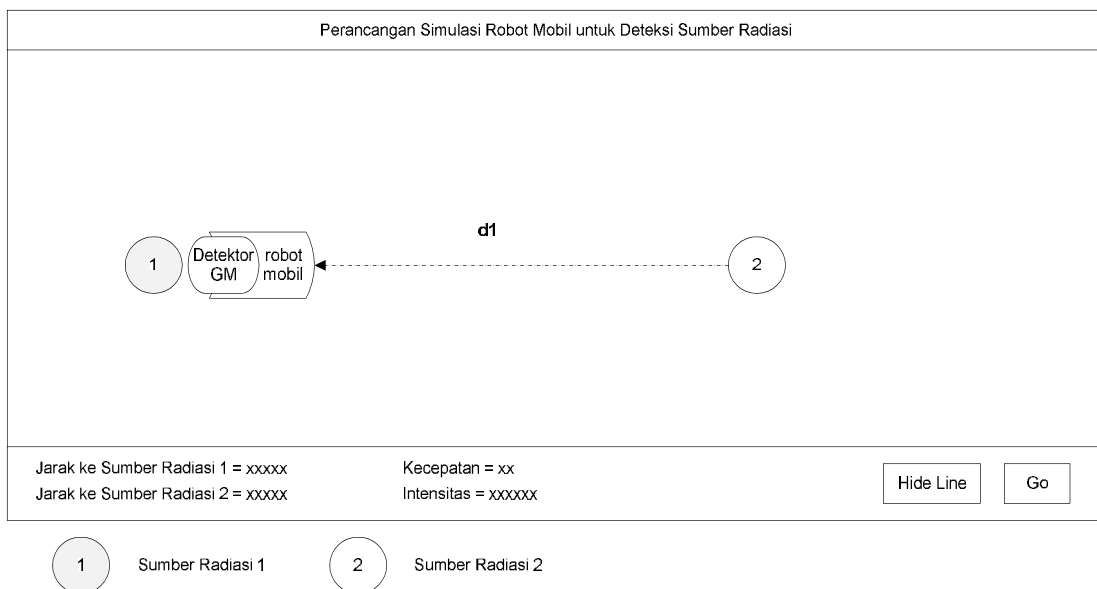 Perancangan Simulasi Robot Mobil untuk Deteksi Sumber Radiasi
d1
1
Detektor GM
robot mobil
2
Jarak ke Sumber Radiasi 1 = xxxxx
Jarak ke Sumber Radiasi 2 = xxxxx
Kecepatan = xx
Intensitas = xxxxxx
Hide Line
Go
1 Sumber Radiasi 1
2 Sumber Radiasi 2